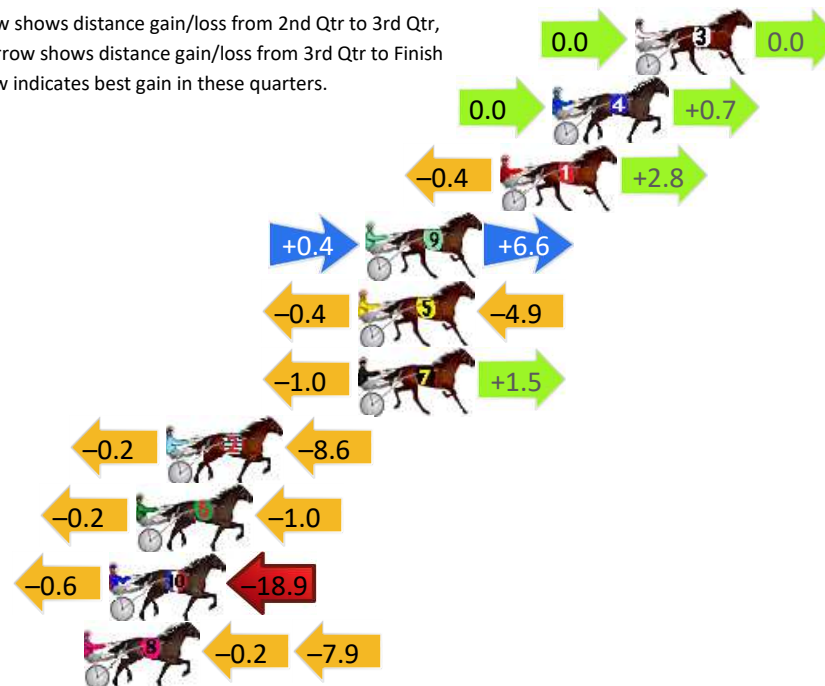 w shows distance gain/loss from 2nd Qtr to 3rd Qtr,
rrow shows distance gain/loss from 3rd Qtr to Finish
w indicates best gain in these quarters.
0.0 3 0.0
0.0 4 +0.7
–0.4 1 +2.8
+0.4 9 +6.6
–0.4 5 –4.9
–1.0 7 +1.5
–0.2 2 –8.6
–0.2 6 –1.0
–0.6 10 –18.9
8 –0.2 –7.9